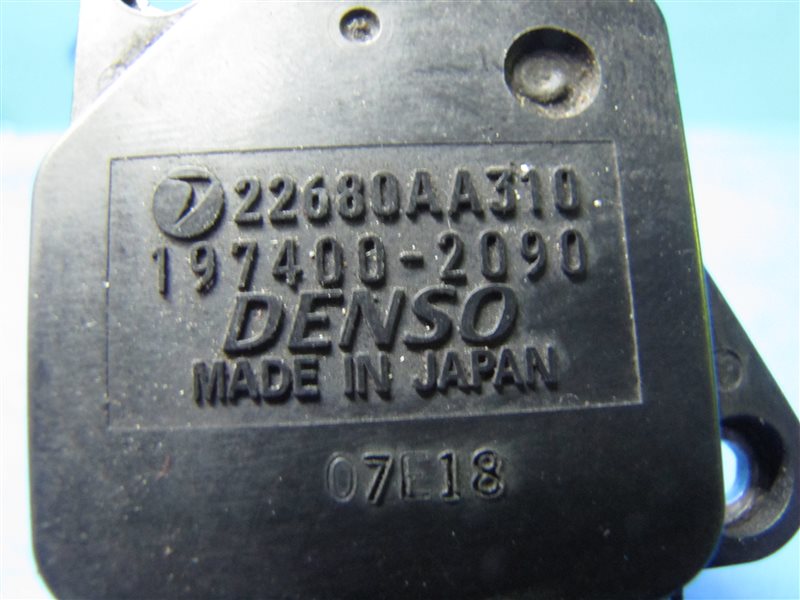 22680AA310
197400-2090
DENSO
MADE IN JAPAN
07E18